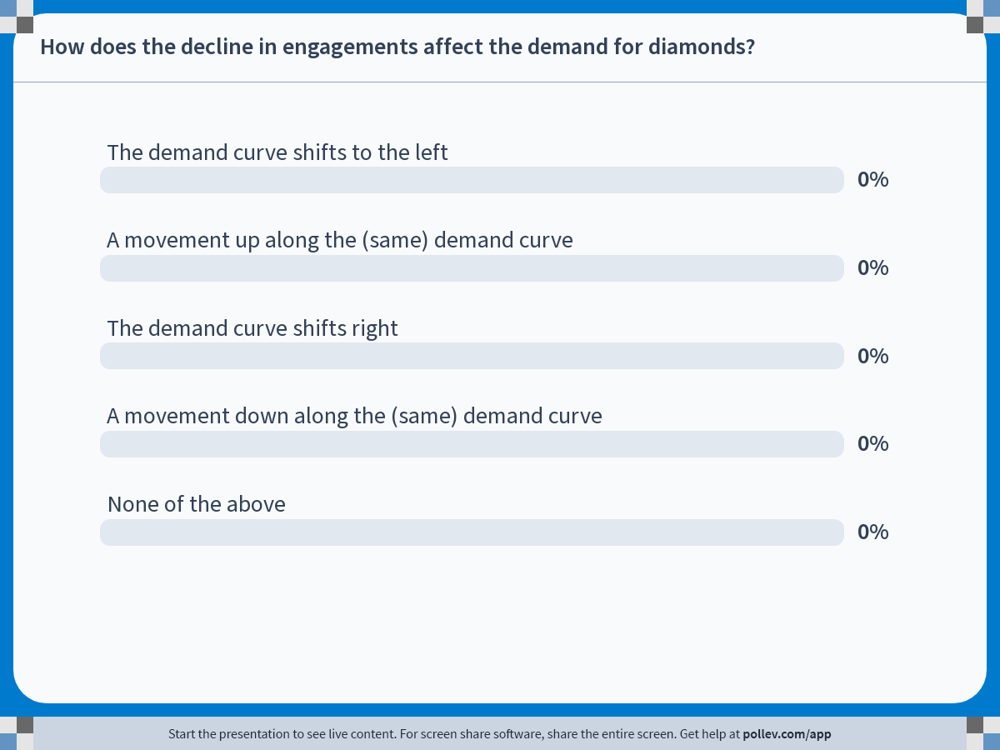 How does the decline in engagements affect the demand for diamonds?
The demand curve shifts to the left
0%
A movement up along the (same) demand curve
0%
The demand curve shifts right
0%
A movement down along the (same) demand curve
0%
None of the above
0%
Start the presentation to see live content. For screen share software, share the entire screen. Get help at pollev.com/app